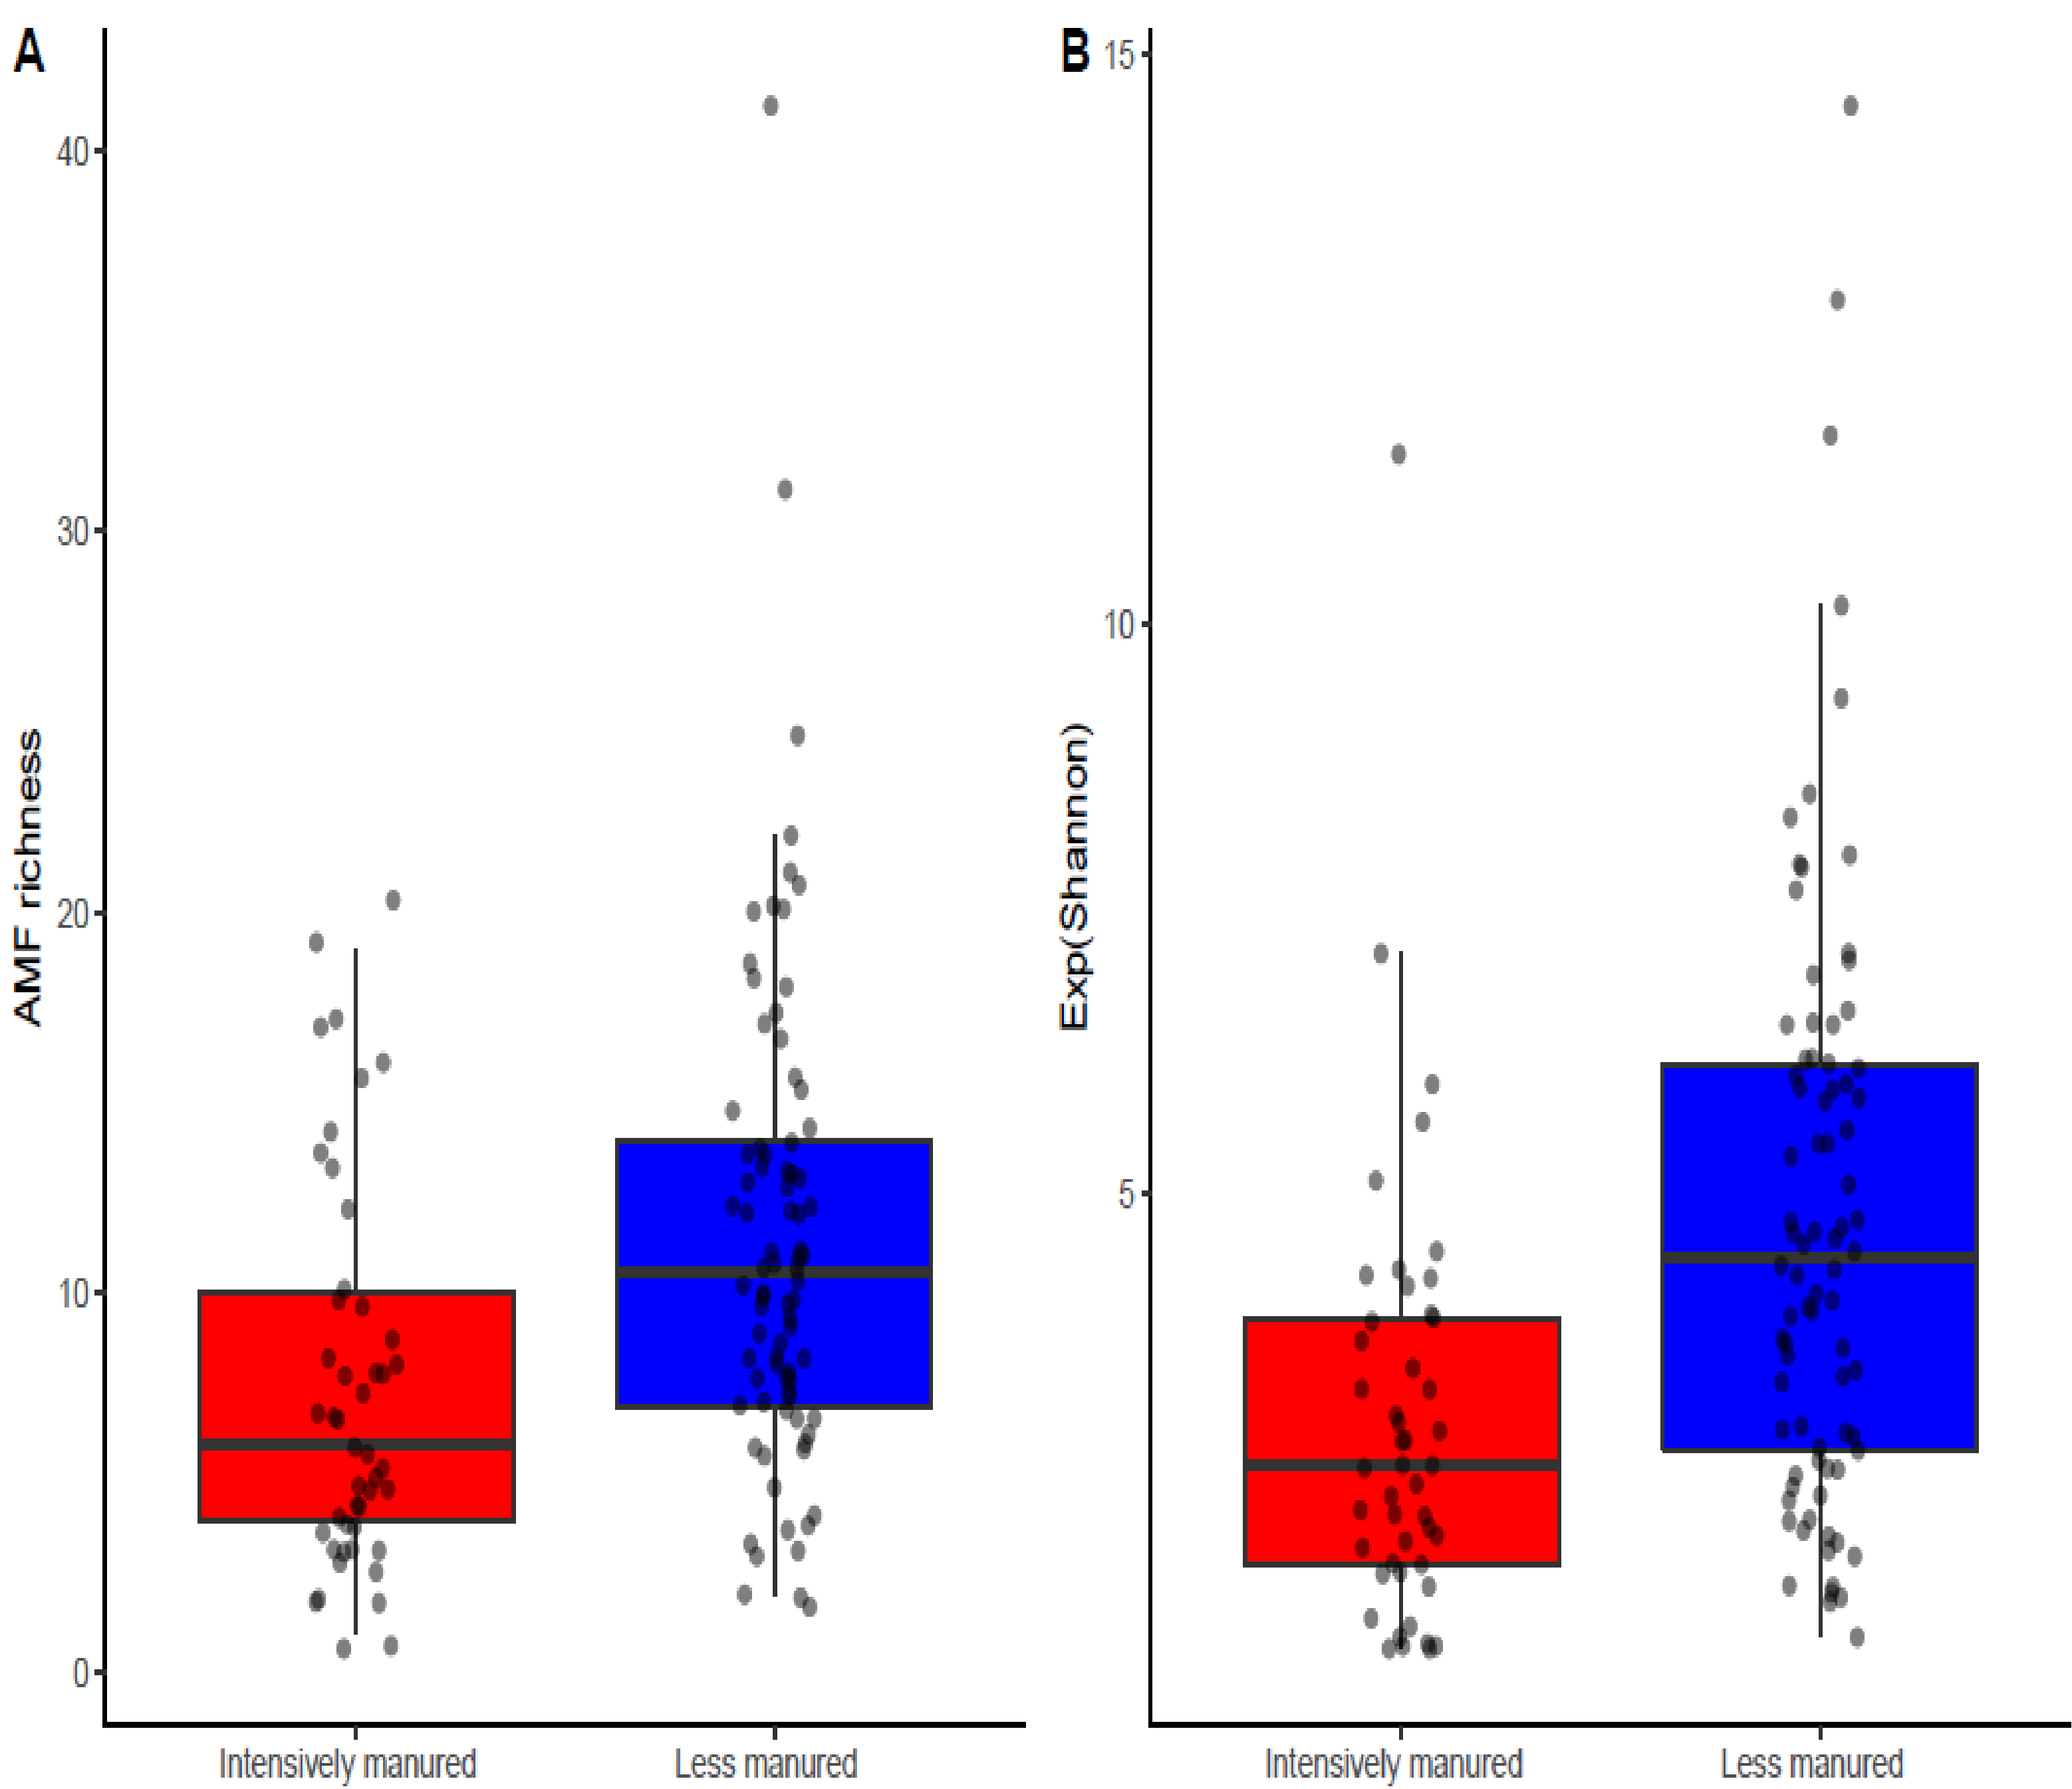 A
40
30
20
10
0
AMF richness
Intensively manured
Less manured
B
15
10
5
Exp(Shannon)
Intensively manured
Less manured